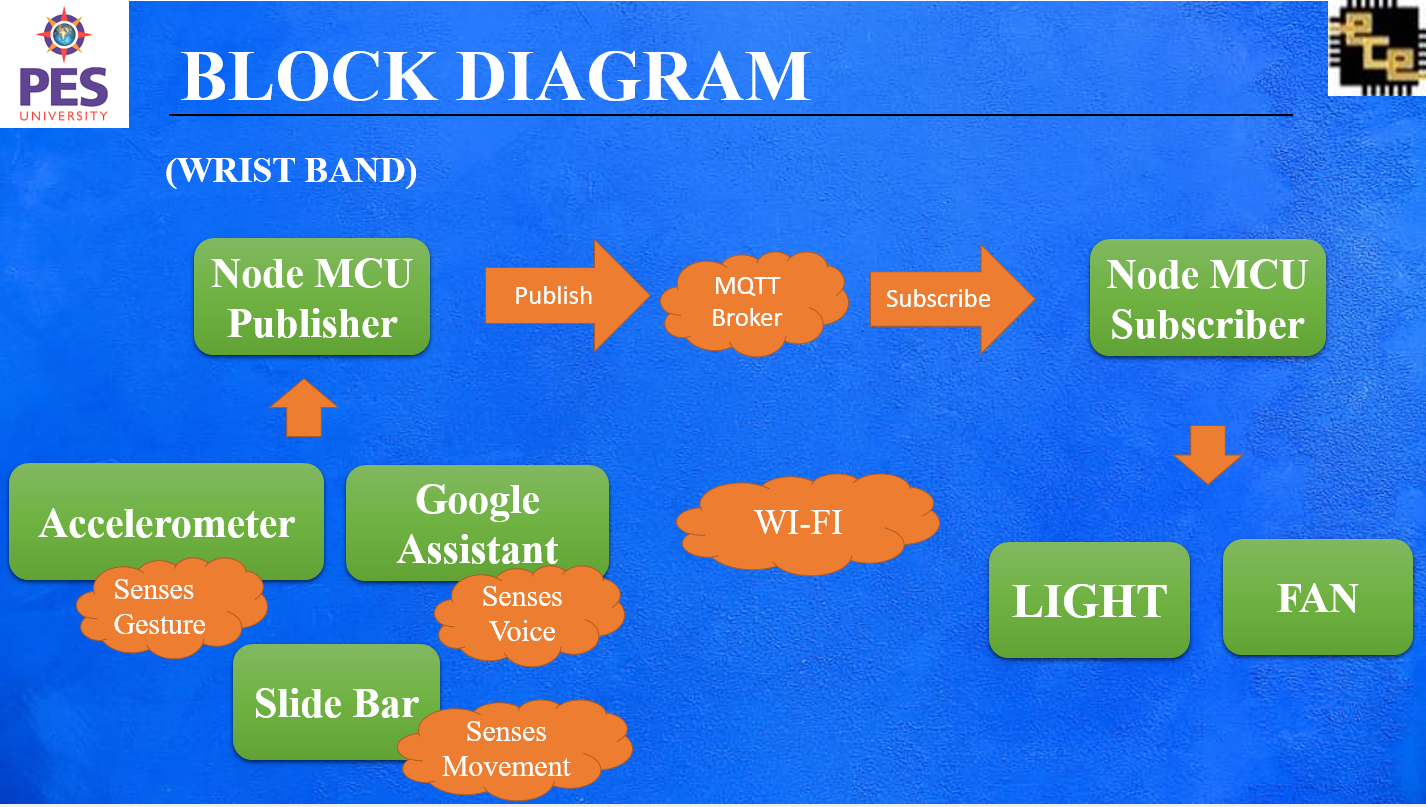 PES
UNIVERSITY
ece
BLOCK DIAGRAM
(WRIST BAND)
Node MCU
Publisher
Publish
MQTT
Broker
Subscribe
Node MCU
Subscriber
Accelerometer
Senses
Gesture
Google
Assistant
Senses
Voice
WI-FI
LIGHT
FAN
Slide Bar
Senses
Movement